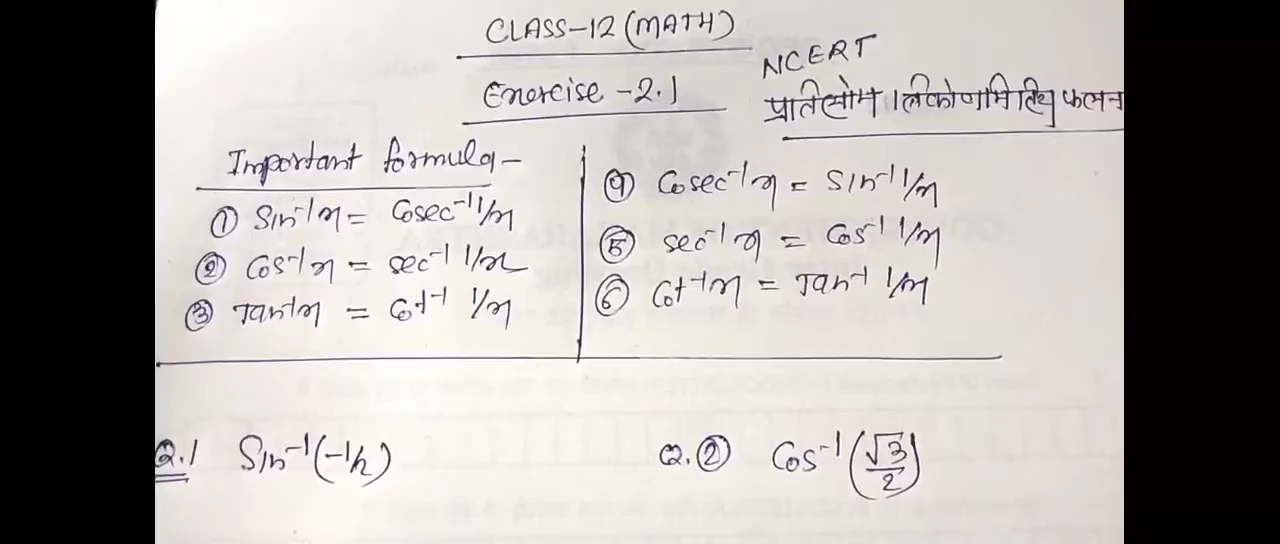 CLASS-12 (MATH)
Exercise -2.1
NCERT
प्रतिलोम त्रिकोणमितिय फलन
Important formula-
① Sin⁻¹x = Cosec⁻¹ 1/x
② Cos⁻¹x = sec⁻¹ 1/x
③ Tan⁻¹x = Cot⁻¹ 1/x
④ Cosec⁻¹x = Sin⁻¹ 1/x
⑤ sec⁻¹x = Cos⁻¹ 1/x
⑥ Cot⁻¹x = Tan⁻¹ 1/x
Q.1 Sin⁻¹(-1/2)
Q.② Cos⁻¹(√3/2)